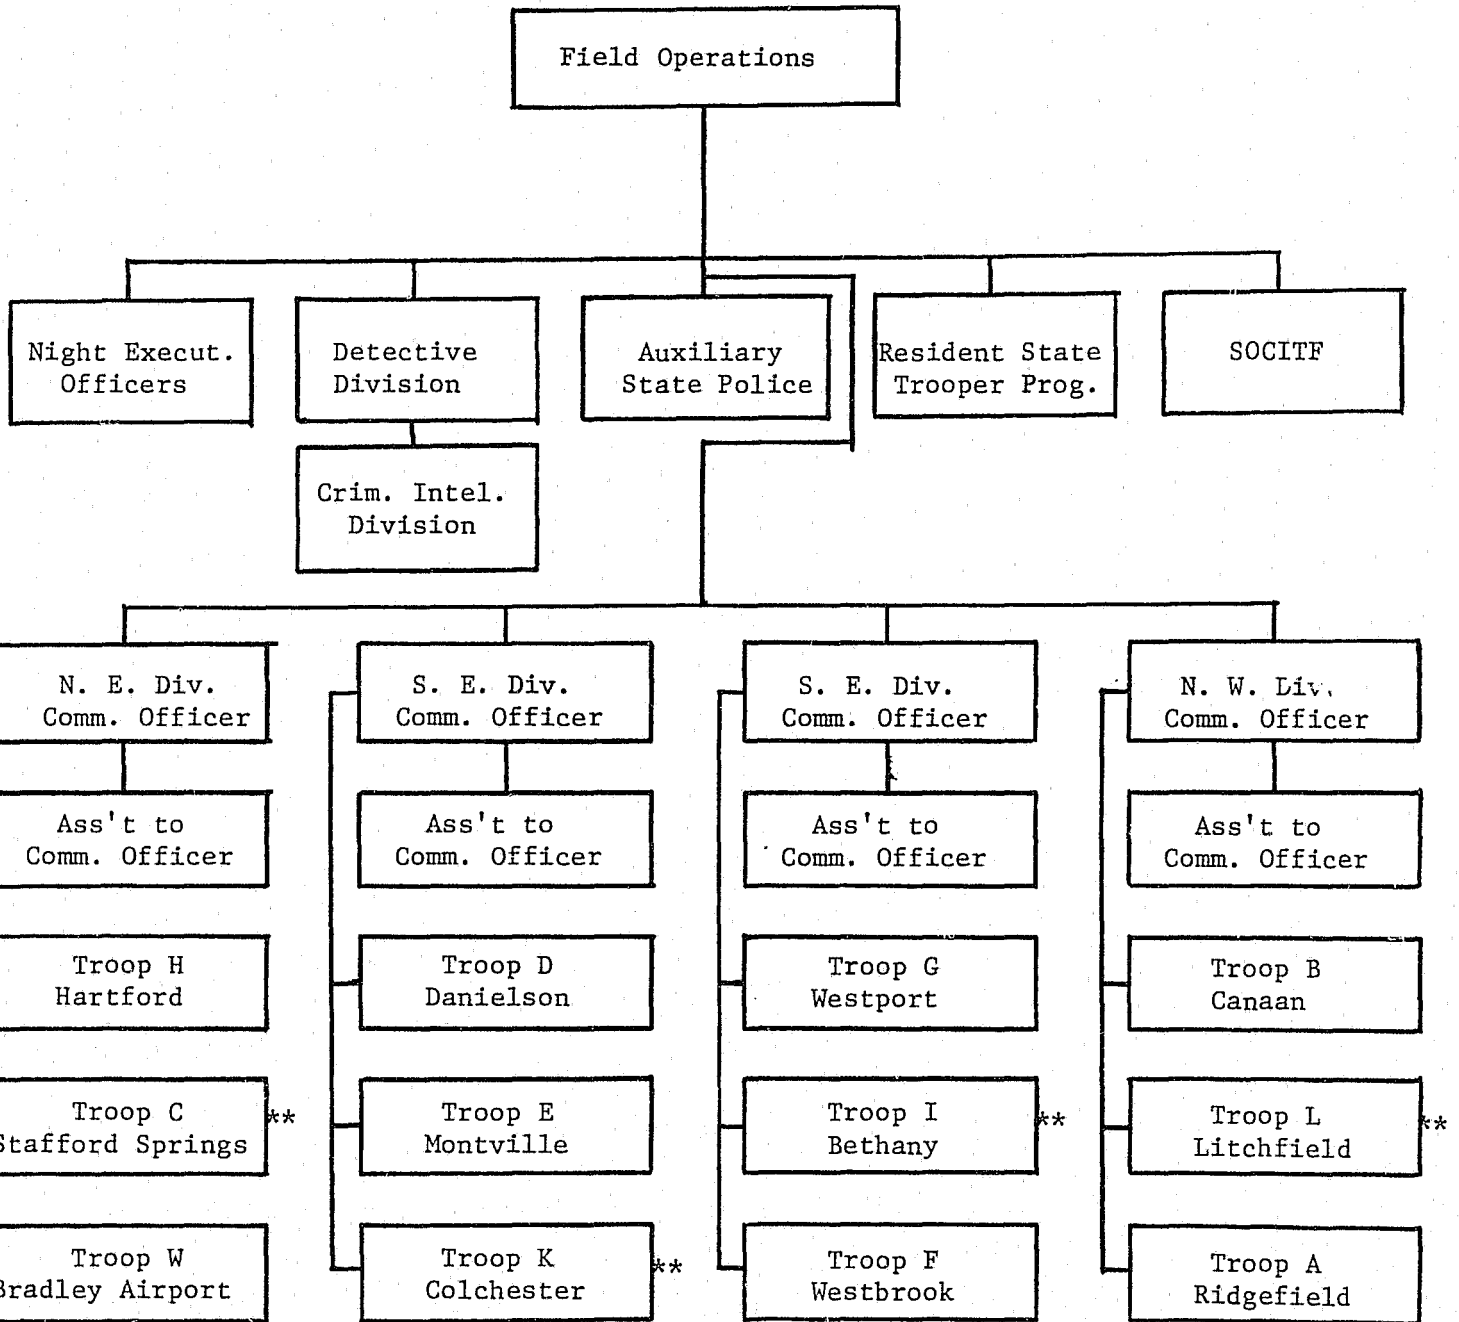 Field Operations
Night Execut.
Officers
Detective
Division
Auxiliary
State Police
Resident State
Trooper Prog.
SOCITF
Crim. Intel.
Division
N. E. Div.
Comm. Officer
S. E. Div.
Comm. Officer
S. E. Div.
Comm. Officer
N. W. Div.
Comm. Officer
Ass't to
Comm. Officer
Ass't to
Comm. Officer
Ass't to
Comm. Officer
Ass't to
Comm. Officer
Troop H
Hartford
Troop D
Danielson
Troop G
Westport
Troop B
Canaan
Troop C
Stafford Springs **
Troop E
Montville
Troop I
Bethany **
Troop L
Litchfield **
Troop W
Bradley Airport
Troop K
Colchester **
Troop F
Westbrook
Troop A
Ridgefield